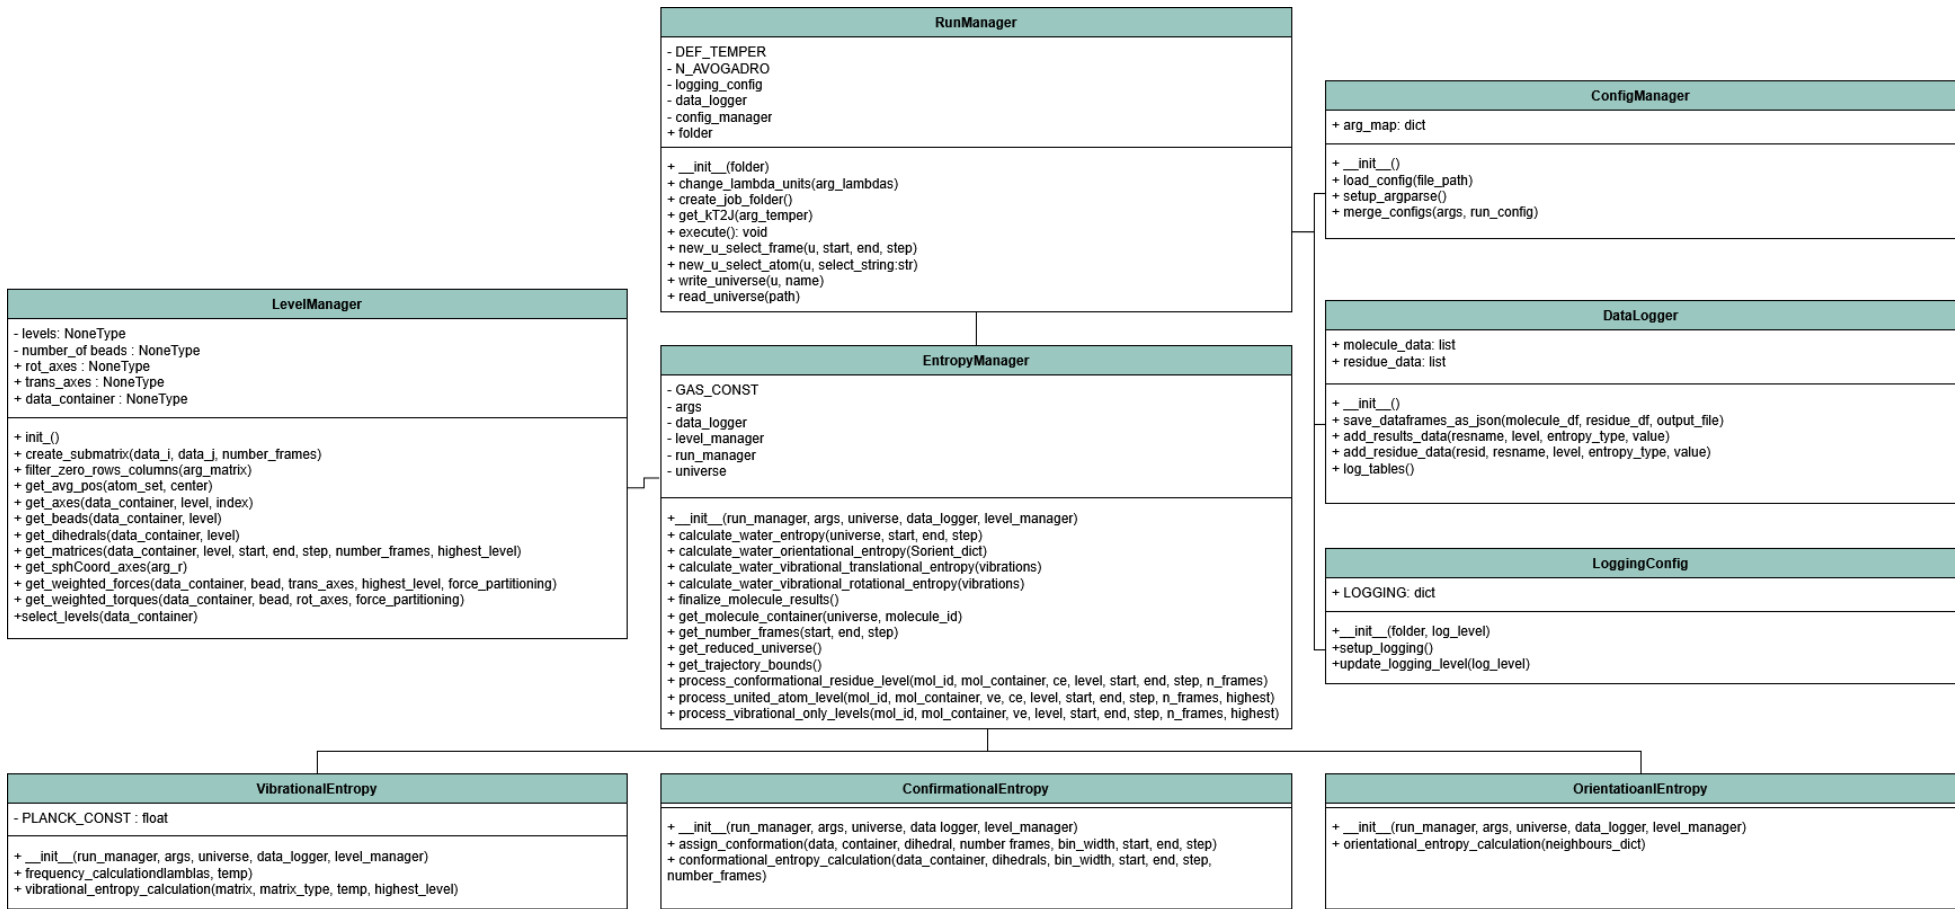 RunManager
- DEF_TEMPER
- N_AVOGADRO
- logging_config
- data_logger
- config_manager
+ folder
+ __init__(folder)
+ change_lambda_units(arg_lambdas)
+ create_job_folder()
+ get_kT2J(arg_temper)
+ execute(): void
+ new_u_select_frame(u, start, end, step)
+ new_u_select_atom(u, select_string:str)
+ write_universe(u, name)
+ read_universe(path)
ConfigManager
+ arg_map: dict
+ __init__()
+ load_config(file_path)
+ setup_argparse()
+ merge_configs(args, run_config)
LevelManager
- levels: NoneType
- number_of beads : NoneType
+ rot_axes : NoneType
+ trans_axes : NoneType
+ data_container : NoneType
+ init_()
+ create_submatrix(data_i, data_j, number_frames)
+ filter_zero_rows_columns(arg_matrix)
+ get_avg_pos(atom_set, center)
+ get_axes(data_container, level, index)
+ get_beads(data_container, level)
+ get_dihedrals(data_container, level)
+ get_matrices(data_container, level, start, end, step, number_frames, highest_level)
+ get_sphCoord_axes(arg_r)
+ get_weighted_forces(data_container, bead, trans_axes, highest_level, force_partitioning)
+ get_weighted_torques(data_container, bead, rot_axes, force_partitioning)
+select_levels(data_container)
EntropyManager
- GAS_CONST
- args
- data_logger
- level_manager
- run_manager
- universe
+__init__(run_manager, args, universe, data_logger, level_manager)
+ calculate_water_entropy(universe, start, end, step)
+ calculate_water_orientational_entropy(Sorient_dict)
+ calculate_water_vibrational_translational_entropy(vibrations)
+ calculate_water_vibrational_rotational_entropy(vibrations)
+ finalize_molecule_results()
+ get_molecule_container(universe, molecule_id)
+ get_number_frames(start, end, step)
+ get_reduced_universe()
+ get_trajectory_bounds()
+ process_conformational_residue_level(mol_id, mol_container, ce, level, start, end, step, n_frames)
+ process_united_atom_level(mol_id, mol_container, ve, ce, level, start, end, step, n_frames, highest)
+ process_vibrational_only_levels(mol_id, mol_container, ve, level, start, end, step, n_frames, highest)
DataLogger
+ molecule_data: list
+ residue_data: list
+ __init__()
+ save_dataframes_as_json(molecule_df, residue_df, output_file)
+ add_results_data(resname, level, entropy_type, value)
+ add_residue_data(resid, resname, level, entropy_type, value)
+ log_tables()
LoggingConfig
+ LOGGING: dict
+__init__(folder, log_level)
+setup_logging()
+update_logging_level(log_level)
VibrationalEntropy
- PLANCK_CONST : float
+ __init__(run_manager, args, universe, data_logger, level_manager)
+ frequency_calculationdlamblas, temp)
+ vibrational_entropy_calculation(matrix, matrix_type, temp, highest_level)
ConfirmationalEntropy
+ __init__(run_manager, args, universe, data logger, level_manager)
+ assign_conformation(data, container, dihedral, number frames, bin_width, start, end, step)
+ conformational_entropy_calculation(data_container, dihedrals, bin_width, start, end, step,
number_frames)
OrientatioanlEntropy
+ __init__(run_manager, args, universe, data_logger, level_manager)
+ orientational_entropy_calculation(neighbours_dict)